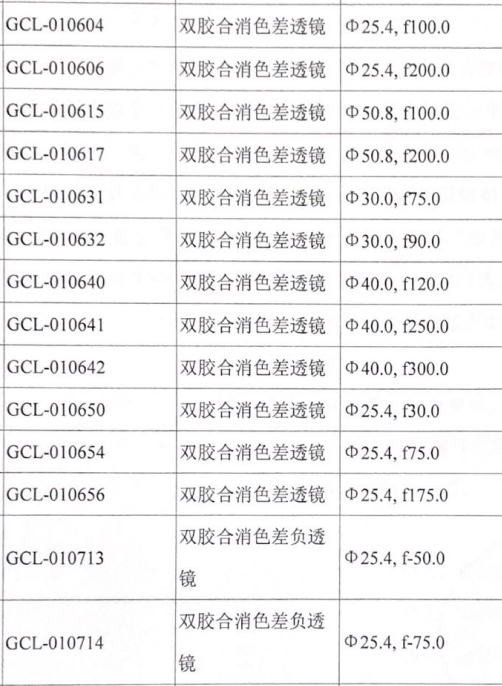 GCL-010604 双胶合消色差透镜 Φ25.4, f100.0
GCL-010606 双胶合消色差透镜 Φ25.4, f200.0
GCL-010615 双胶合消色差透镜 Φ50.8, f100.0
GCL-010617 双胶合消色差透镜 Φ50.8, f200.0
GCL-010631 双胶合消色差透镜 Φ30.0, f75.0
GCL-010632 双胶合消色差透镜 Φ30.0, f90.0
GCL-010640 双胶合消色差透镜 Φ40.0, f120.0
GCL-010641 双胶合消色差透镜 Φ40.0, f250.0
GCL-010642 双胶合消色差透镜 Φ40.0, f300.0
GCL-010650 双胶合消色差透镜 Φ25.4, f30.0
GCL-010654 双胶合消色差透镜 Φ25.4, f75.0
GCL-010656 双胶合消色差透镜 Φ25.4, f175.0
GCL-010713 双胶合消色差负透 Φ25.4, f-50.0
镜
GCL-010714 双胶合消色差负透 Φ25.4, f-75.0
镜